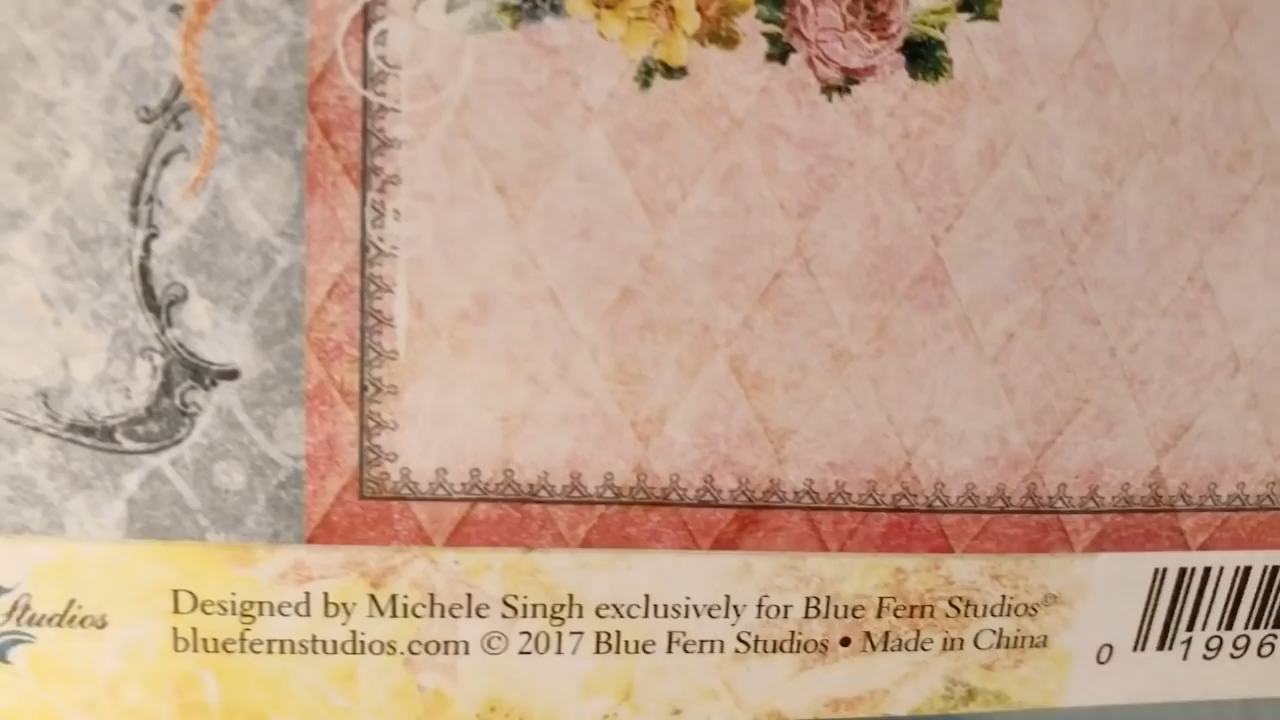 Studios
Designed by Michele Singh exclusively for Blue Fern Studios©
bluefernstudios.com © 2017 Blue Fern Studios • Made in China
0 1996